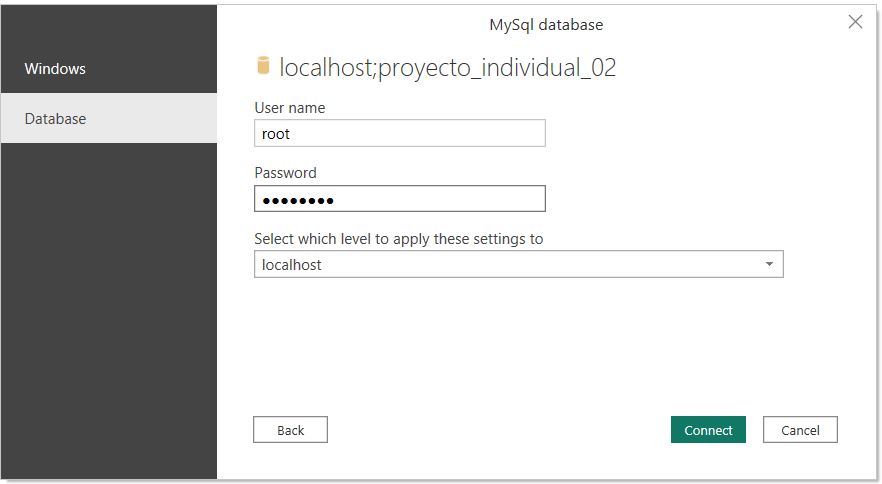 MySql database
Windows
Database
localhost;proyecto_individual_02
User name
root
Password
••••••••
Select which level to apply these settings to
localhost
Back
Connect
Cancel